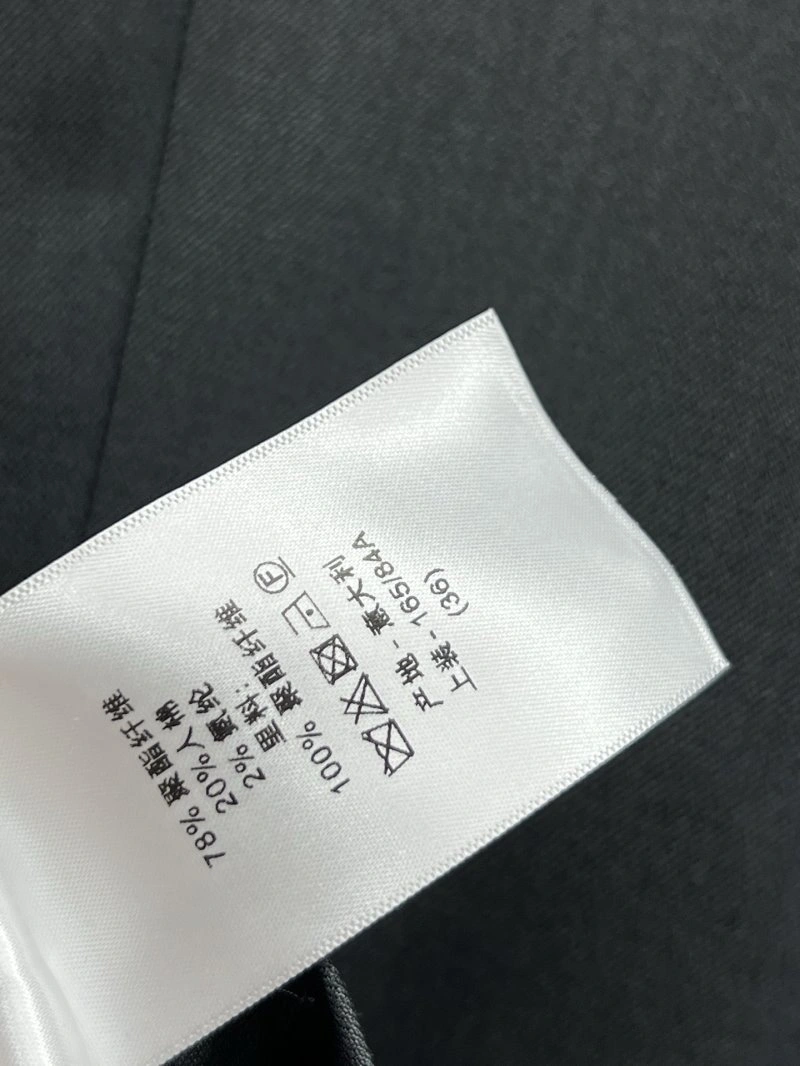 78% 聚酯纤维
20%人棉
2% 氨纶
里料：
100% 聚酯纤维
F
产地 - 意大利
上装 - 165/84A
(36)